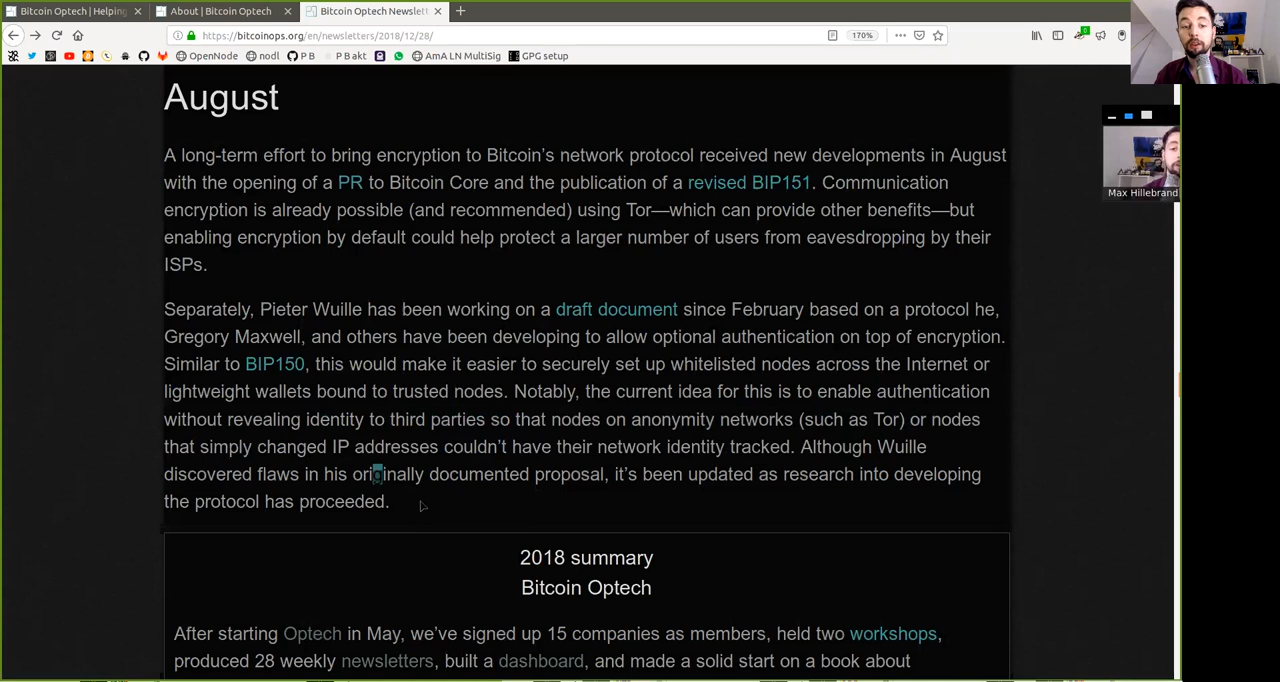 Bitcoin Optech | Helping
About | Bitcoin Optech
Bitcoin Optech Newslett
https://bitcoinops.org/en/newsletters/2018/12/28/
170%
OpenNode
nodl
P B
P B akt
AmA LN MultiSig
GPG setup
August
A long-term effort to bring encryption to Bitcoin’s network protocol received new developments in August
with the opening of a PR to Bitcoin Core and the publication of a revised BIP151. Communication
encryption is already possible (and recommended) using Tor—which can provide other benefits—but
enabling encryption by default could help protect a larger number of users from eavesdropping by their
ISPs.
Separately, Pieter Wuille has been working on a draft document since February based on a protocol he,
Gregory Maxwell, and others have been developing to allow optional authentication on top of encryption.
Similar to BIP150, this would make it easier to securely set up whitelisted nodes across the Internet or
lightweight wallets bound to trusted nodes. Notably, the current idea for this is to enable authentication
without revealing identity to third parties so that nodes on anonymity networks (such as Tor) or nodes
that simply changed IP addresses couldn’t have their network identity tracked. Although Wuille
discovered flaws in his originally documented proposal, it’s been updated as research into developing
the protocol has proceeded.
2018 summary
Bitcoin Optech
After starting Optech in May, we’ve signed up 15 companies as members, held two workshops,
produced 28 weekly newsletters, built a dashboard, and made a solid start on a book about
Max Hillebrand